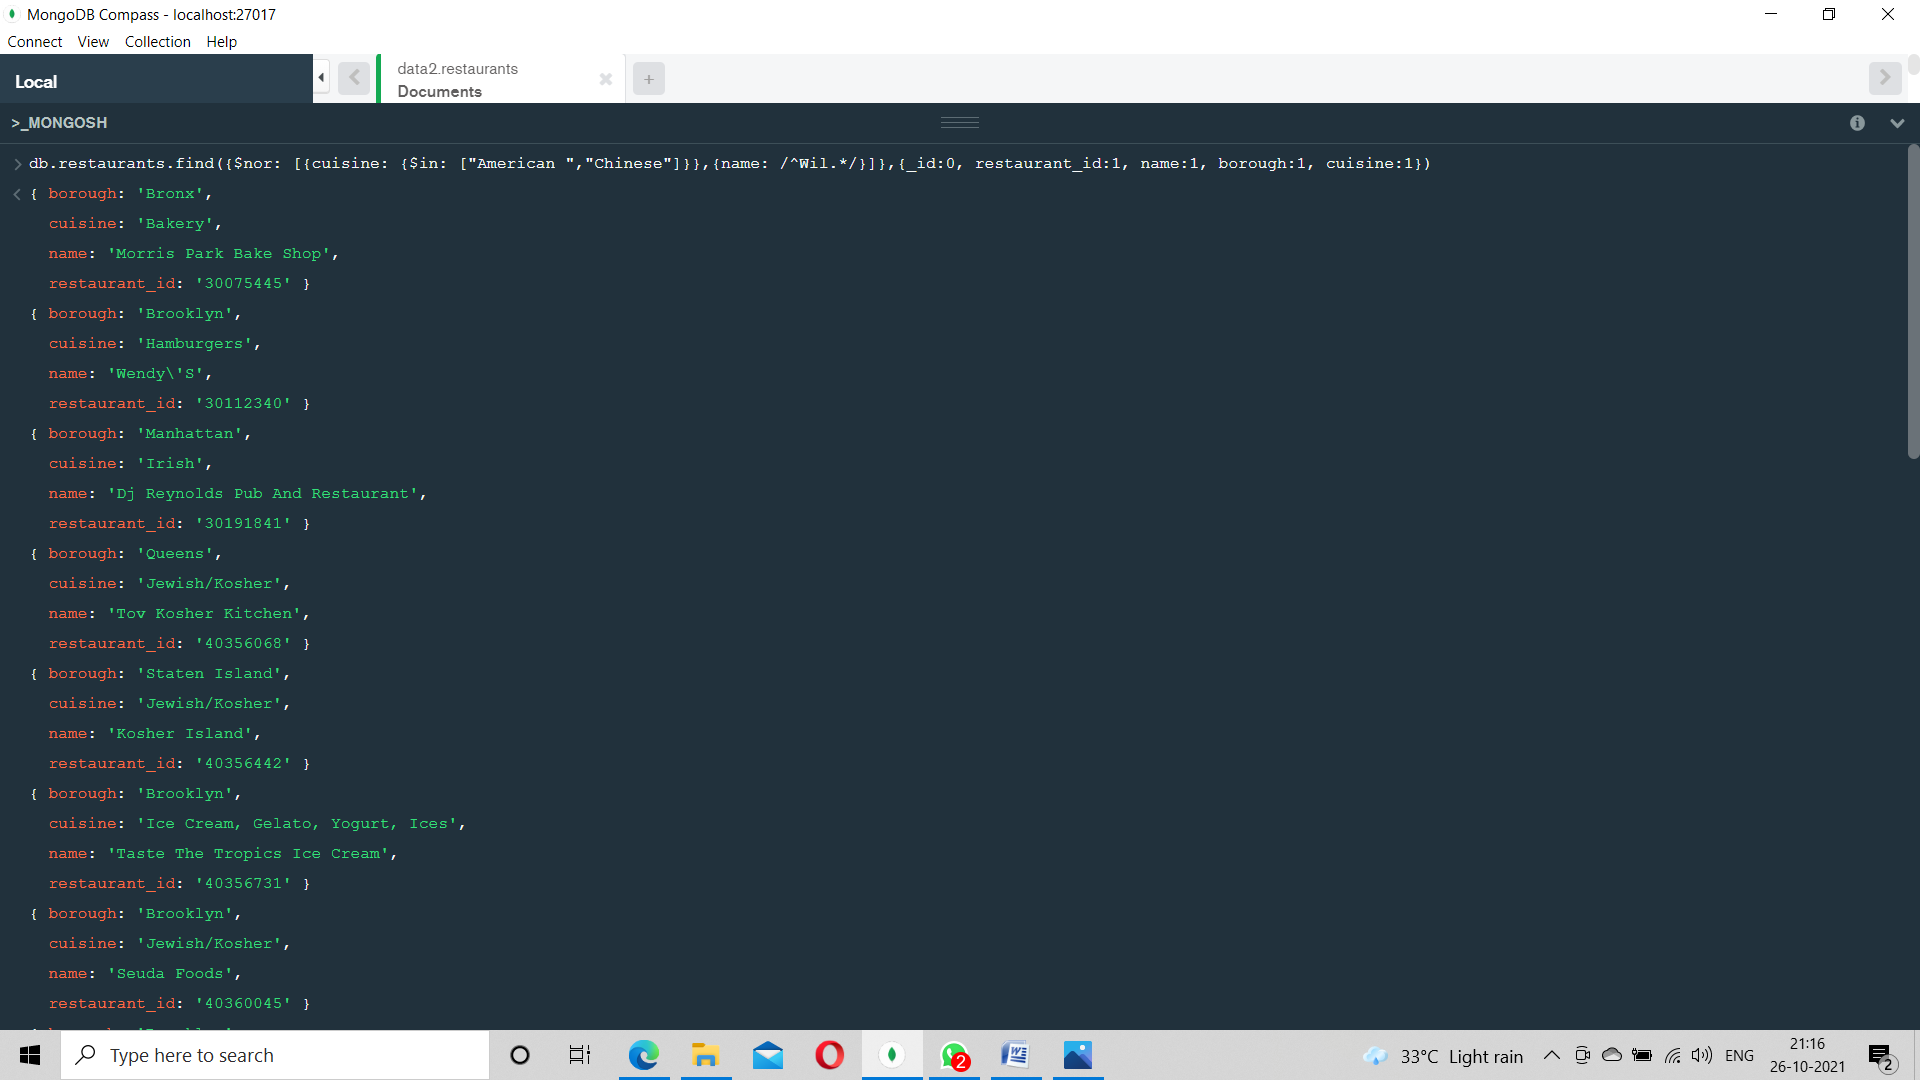 MongoDB Compass - localhost:27017
Connect View Collection Help
Local
data2.restaurants
Documents
>_MONGOSH
> db.restaurants.find({$nor: [{cuisine: {$in: ["American ","Chinese"]}},{name: /^Wil.*/}]},{_id:0, restaurant_id:1, name:1, borough:1, cuisine:1})
< { borough: 'Bronx',
cuisine: 'Bakery',
name: 'Morris Park Bake Shop',
restaurant_id: '30075445' }
{ borough: 'Brooklyn',
cuisine: 'Hamburgers',
name: 'Wendy\'S',
restaurant_id: '30112340' }
{ borough: 'Manhattan',
cuisine: 'Irish',
name: 'Dj Reynolds Pub And Restaurant',
restaurant_id: '30191841' }
{ borough: 'Queens',
cuisine: 'Jewish/Kosher',
name: 'Tov Kosher Kitchen',
restaurant_id: '40356068' }
{ borough: 'Staten Island',
cuisine: 'Jewish/Kosher',
name: 'Kosher Island',
restaurant_id: '40356442' }
{ borough: 'Brooklyn',
cuisine: 'Ice Cream, Gelato, Yogurt, Ices',
name: 'Taste The Tropics Ice Cream',
restaurant_id: '40356731' }
{ borough: 'Brooklyn',
cuisine: 'Jewish/Kosher',
name: 'Seuda Foods',
restaurant_id: '40360045' }
Type here to search
2
33°C Light rain
ENG
21:16
26-10-2021
2